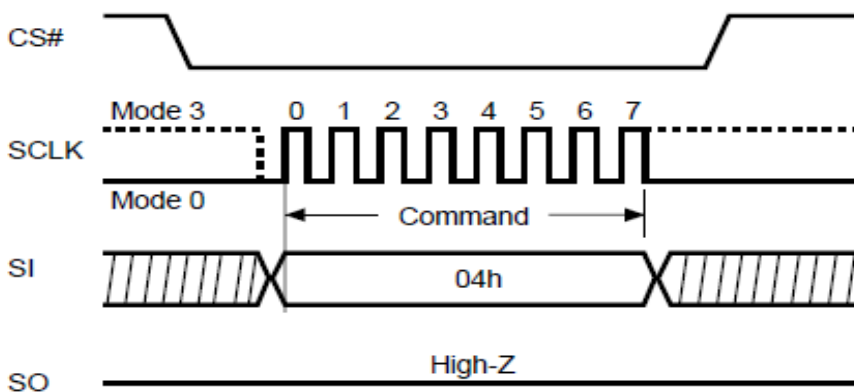 CS#
Mode 3 0 1 2 3 4 5 6 7
SCLK
Mode 0
Command
SI
04h
High-Z
SO